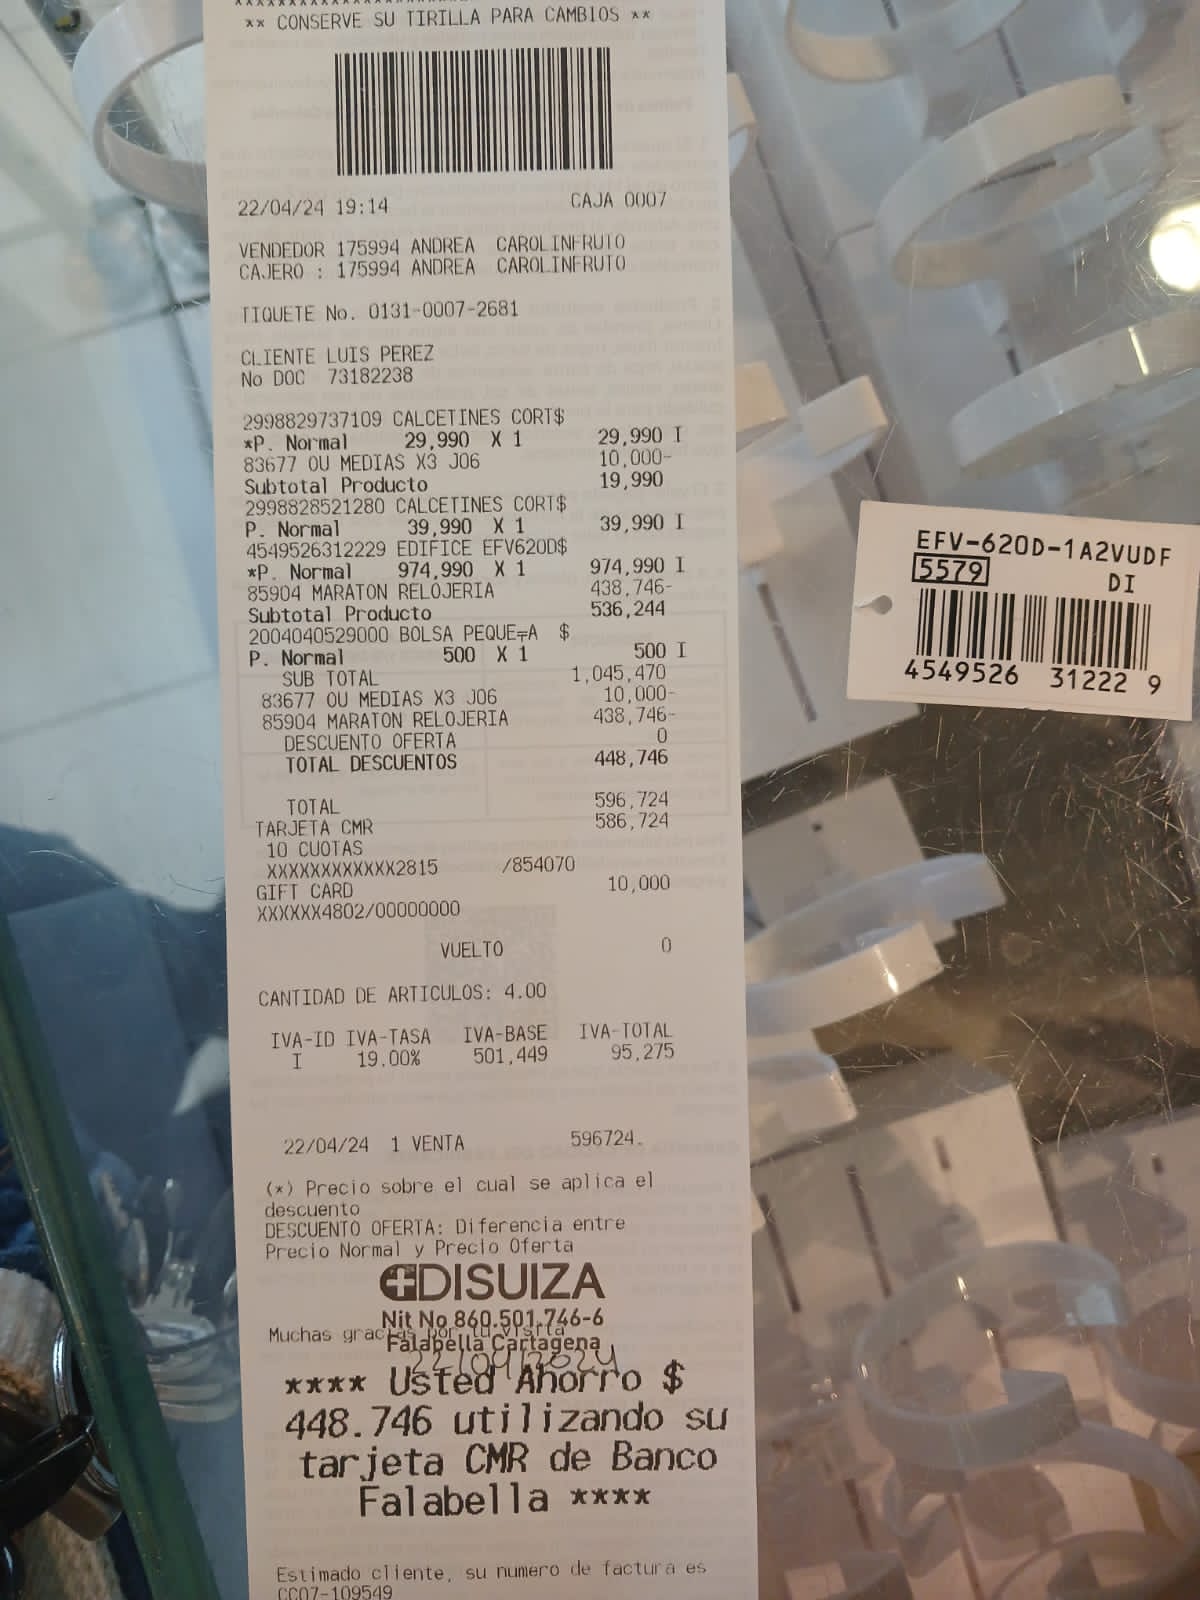 ** CONSERVE SU TIRILLA PARA CAMBIOS **
22/04/24 19:14 CAJA 0007
VENDEDOR 175994 ANDREA CAROLINFRUTO
CAJERO : 175994 ANDREA CAROLINFRUTO
TIQUETE No. 0131-0007-2681
CLIENTE LUIS PEREZ
No DOC 73182238
2998829737109 CALCETINES CORT$
*P. Normal 29,990 X 1 29,990 I
83677 OU MEDIAS X3 J06 10,000-
Subtotal Producto 19,990
2998828521280 CALCETINES CORT$
P. Normal 39,990 X 1 39,990 I
4549526312229 EDIFICE EFV620D$
*P. Normal 974,990 X 1 974,990 I
85904 MARATON RELOJERIA 438,746-
Subtotal Producto 536,244
2004040529000 BOLSA PEQUE╤A $
P. Normal 500 X 1 500 I
SUB TOTAL 1,045,470
83677 OU MEDIAS X3 J06 10,000-
85904 MARATON RELOJERIA 438,746-
DESCUENTO OFERTA 0
TOTAL DESCUENTOS 448,746
TOTAL 596,724
TARJETA CMR 586,724
10 CUOTAS
XXXXXXXXXXXX2815 /854070
GIFT CARD 10,000
XXXXXX4802/00000000
VUELTO 0
CANTIDAD DE ARTICULOS: 4.00
IVA-ID IVA-TASA IVA-BASE IVA-TOTAL
I 19.00% 501,449 95,275
22/04/24 1 VENTA 596724.
(*) Precio sobre el cual se aplica el
descuento
DESCUENTO OFERTA: Diferencia entre
Precio Normal y Precio Oferta
DISUIZA
Nit No 860.501.746-6
Muchas gracias por tu visita
Falabella Cartagena
22/04/2024
**** Usted Ahorro $
448.746 utilizando su
tarjeta CMR de Banco
Falabella ****
Estimado cliente, su numero de factura es
CC07-109549
EFV-620D-1A2VUDF
5579 DI
4549526 31222 9